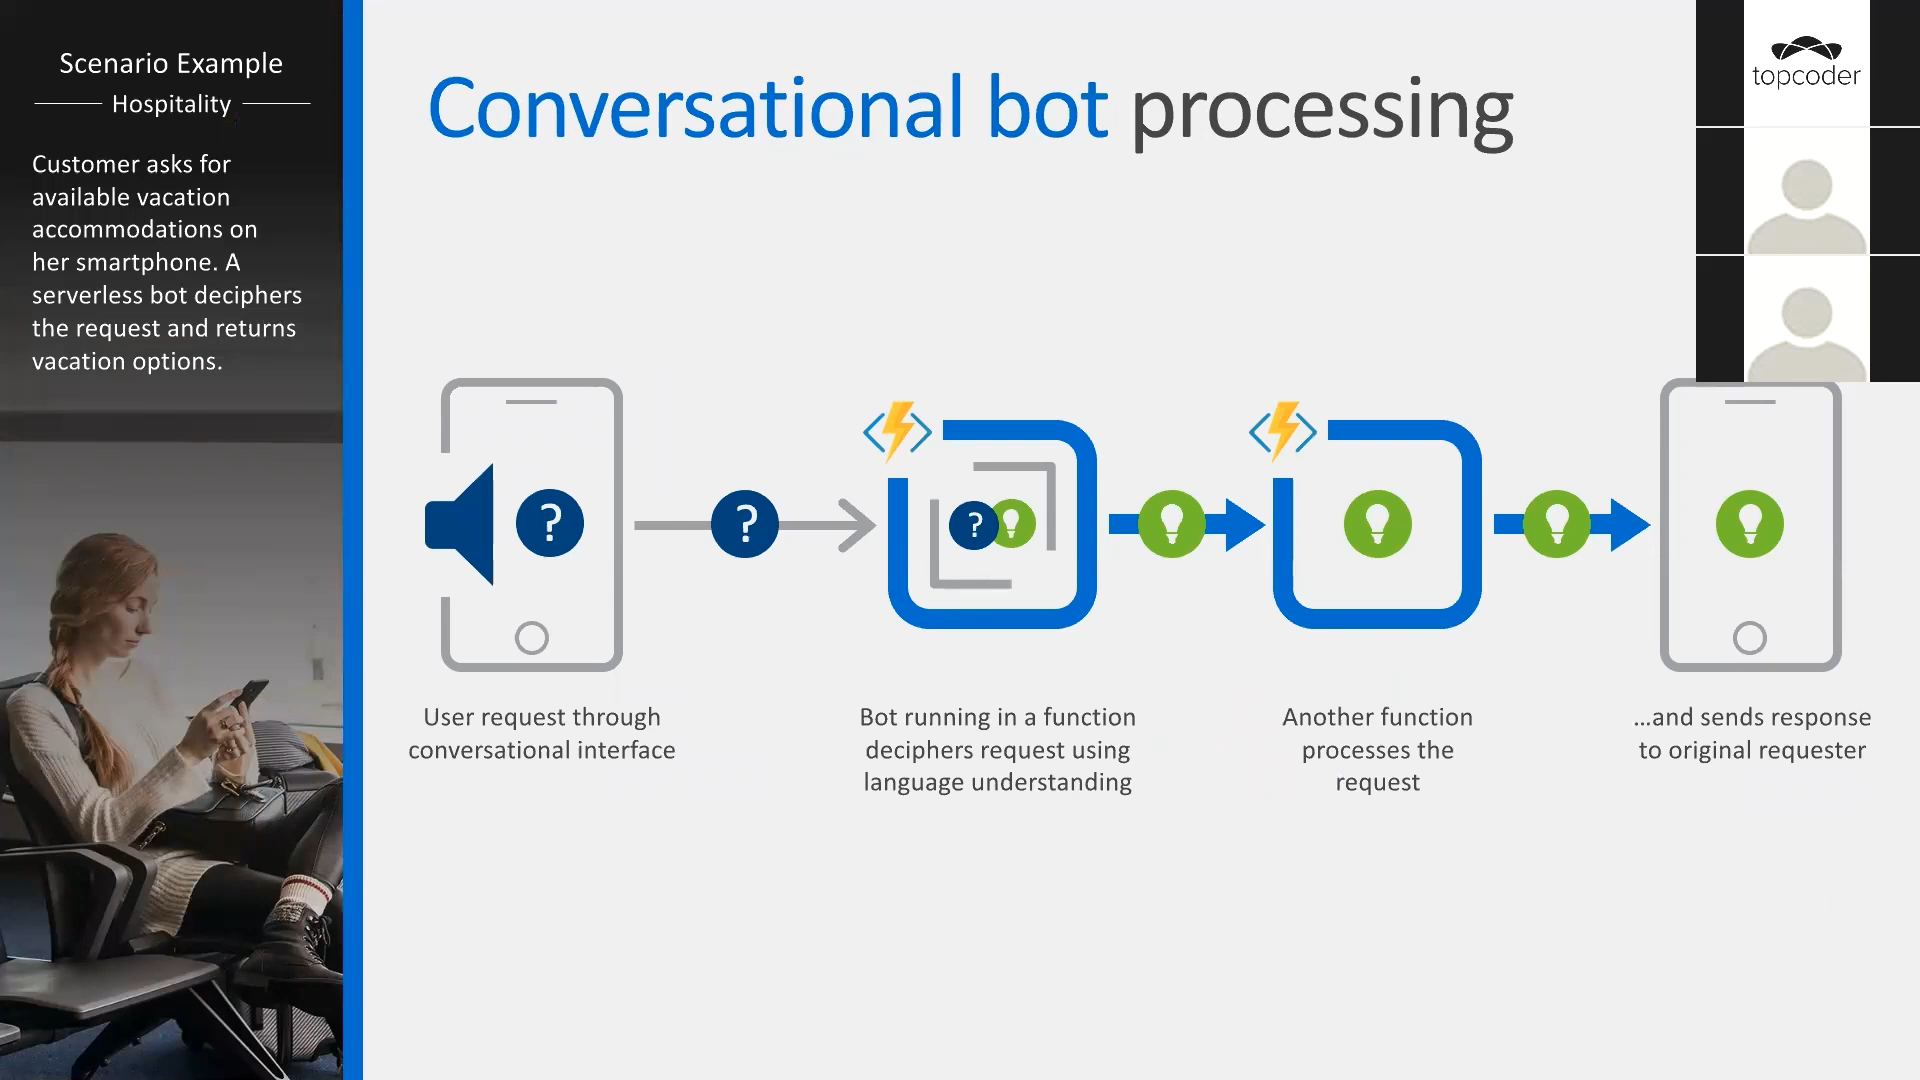 Scenario Example
Hospitality
Customer asks for
available vacation
accommodations on
her smartphone. A
serverless bot deciphers
the request and returns
vacation options.
Conversational bot processing
topcoder
?
?
?
User request through
conversational interface
Bot running in a function
deciphers request using
language understanding
Another function
processes the
request
...and sends response
to original requester